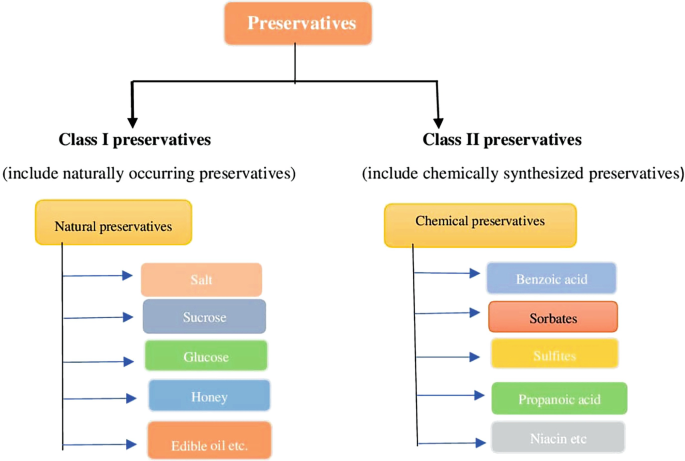 Preservatives
Class I preservatives
(include naturally occurring preservatives)
Natural preservatives
Salt
Sucrose
Glucose
Honey
Edible oil etc.
Class II preservatives
(include chemically synthesized preservatives)
Chemical preservatives
Benzoic acid
Sorbates
Sulfites
Propanoic acid
Niacin etc